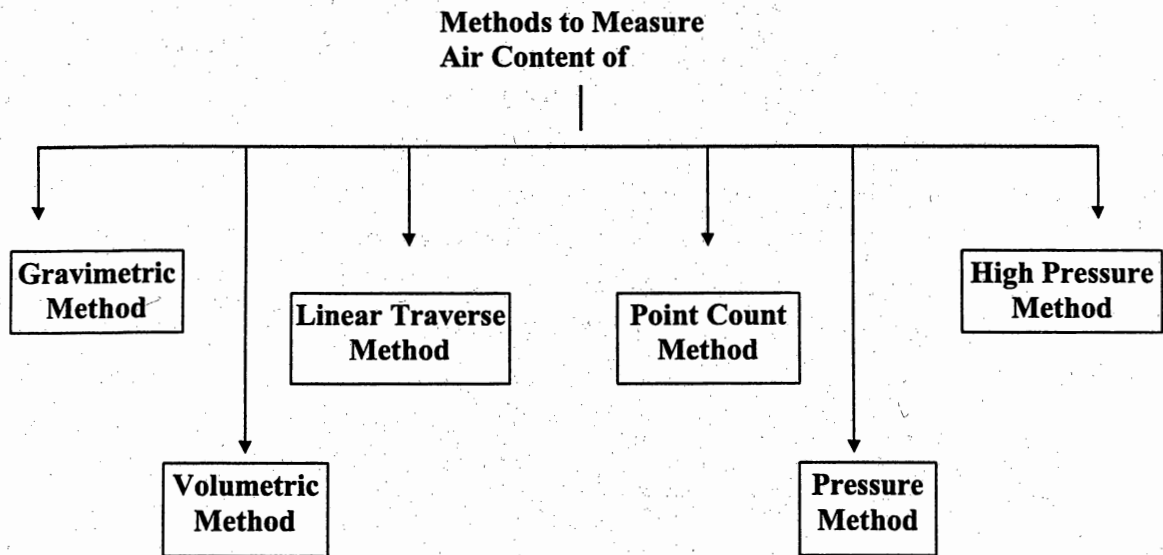 Methods to Measure
Air Content of
Gravimetric
Method
Linear Traverse
Method
Point Count
Method
High Pressure
Method
Volumetric
Method
Pressure
Method